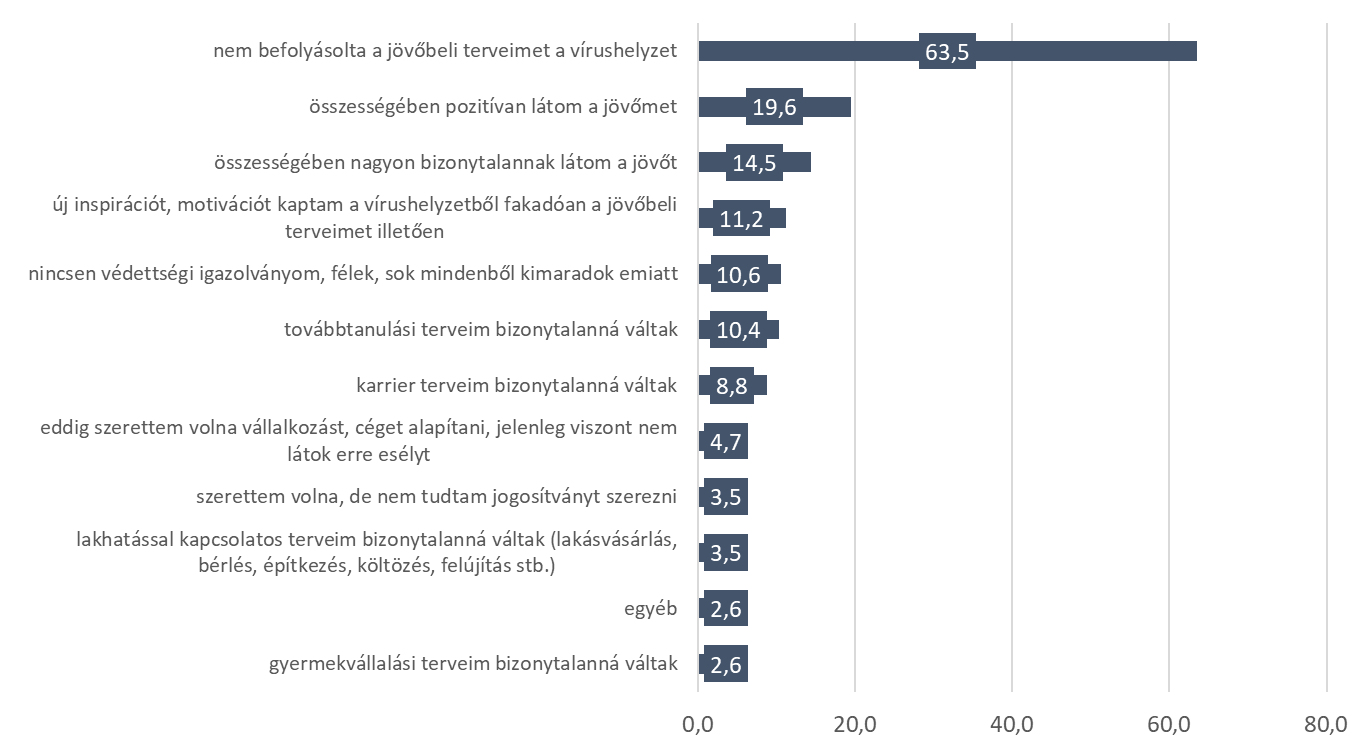 nem befolyásolta a jövőbeli terveimet a vírushelyzet
63,5
összességében pozitívan látom a jövőmet
19,6
összességében nagyon bizonytalannak látom a jövőt
14,5
új inspirációt, motivációt kaptam a vírushelyzetből fakadóan a jövőbeli
terveimet illetően
11,2
nincsen védettségi igazolványom, félek, sok mindenből kimaradok emiatt
10,6
továbbtanulási terveim bizonytalanná váltak
10,4
karrier terveim bizonytalanná váltak
8,8
eddig szerettem volna vállalkozást, céget alapítani, jelenleg viszont nem
látok erre esélyt
4,7
szerettem volna, de nem tudtam jogosítványt szerezni
3,5
lakhatással kapcsolatos terveim bizonytalanná váltak (lakásvásárlás,
bérlés, építkezés, költözés, felújítás stb.)
3,5
egyéb
2,6
gyermekvállalási terveim bizonytalanná váltak
2,6
0,0 20,0 40,0 60,0 80,0